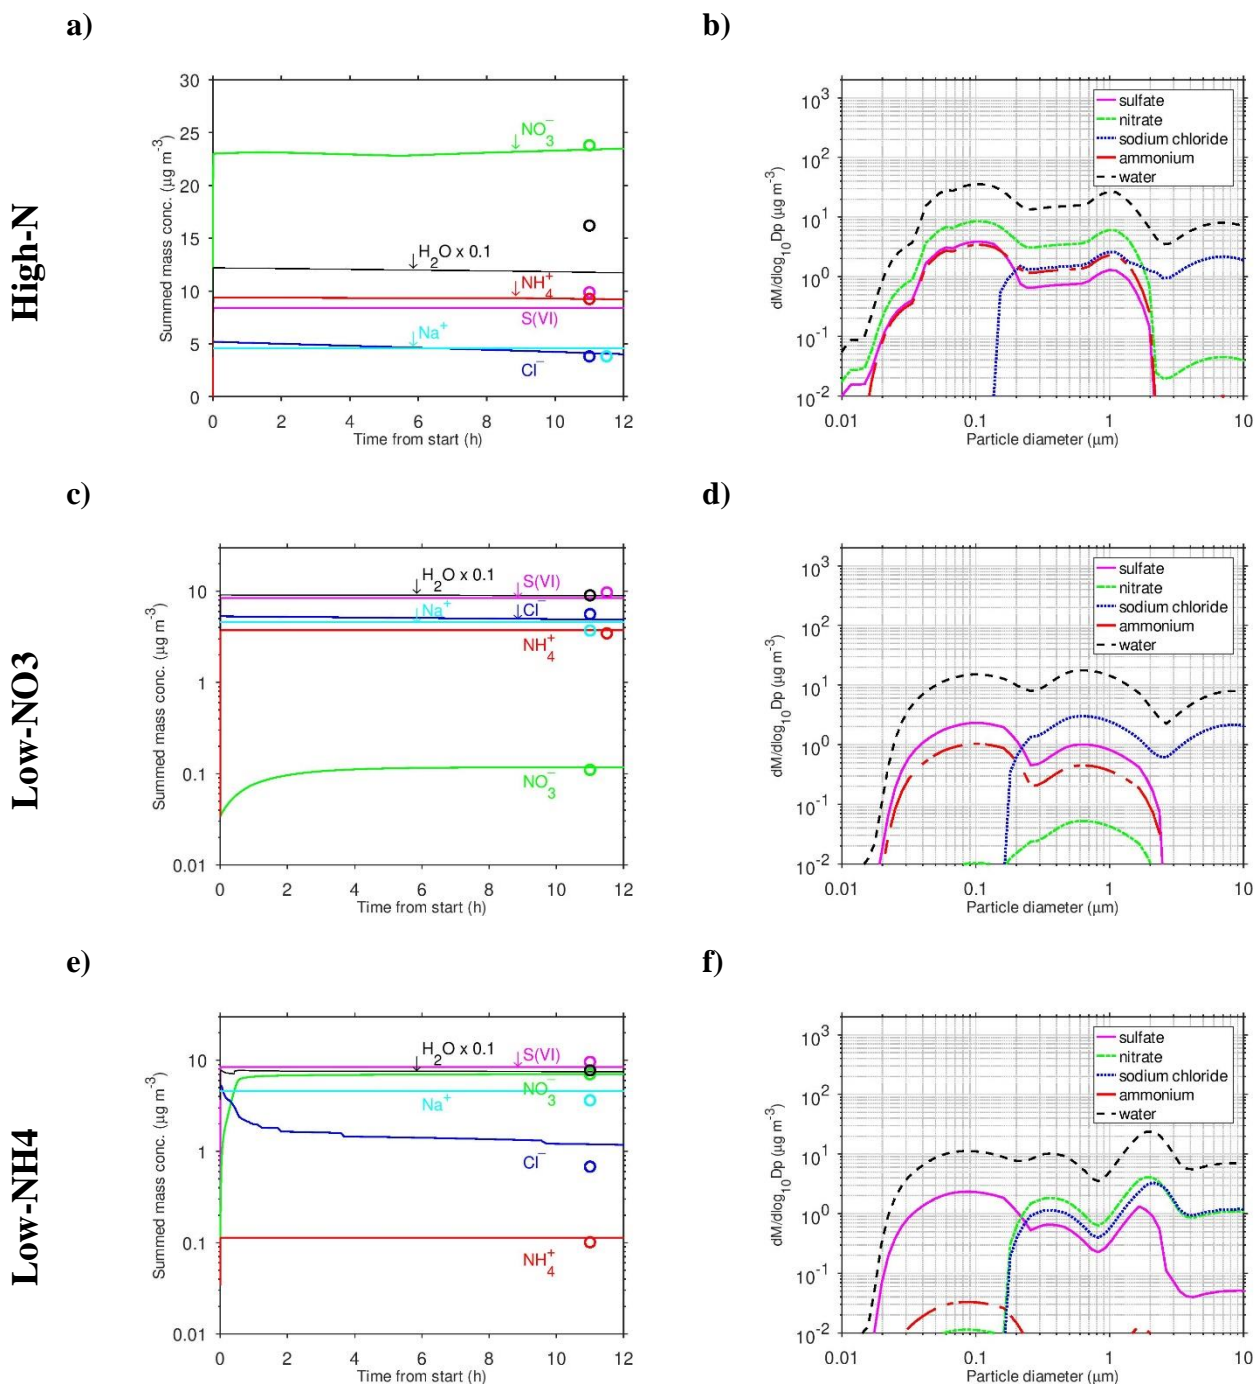 a)
b)
High-N
Summed mass conc. (µg m⁻³)
30
25
20
15
10
5
0
0 2 4 6 8 10 12
Time from start (h)
↓NO₃⁻
↓H₂O x 0.1
↓NH₄⁺
S(VI)
↓Na⁺
Cl⁻
dM/dlog₁₀Dp (µg m⁻³)
10³
10²
10¹
10⁰
10⁻¹
10⁻²
0.01 0.1 1 10
Particle diameter (µm)
sulfate
nitrate
sodium chloride
ammonium
water
c)
d)
Low-NO3
Summed mass conc. (µg m⁻³)
10
1
0.1
0.01
0 2 4 6 8 10 12
Time from start (h)
↓H₂O x 0.1
↓S(VI)
↓Na⁺
↓Cl⁻
NH₄⁺
NO₃⁻
dM/dlog₁₀Dp (µg m⁻³)
10³
10²
10¹
10⁰
10⁻¹
10⁻²
0.01 0.1 1 10
Particle diameter (µm)
sulfate
nitrate
sodium chloride
ammonium
water
e)
f)
Low-NH4
Summed mass conc. (µg m⁻³)
10
1
0.1
0.01
0 2 4 6 8 10 12
Time from start (h)
↓H₂O x 0.1
↓S(VI)
NO₃⁻
Na⁺
Cl⁻
NH₄⁺
dM/dlog₁₀Dp (µg m⁻³)
10³
10²
10¹
10⁰
10⁻¹
10⁻²
0.01 0.1 1 10
Particle diameter (µm)
sulfate
nitrate
sodium chloride
ammonium
water